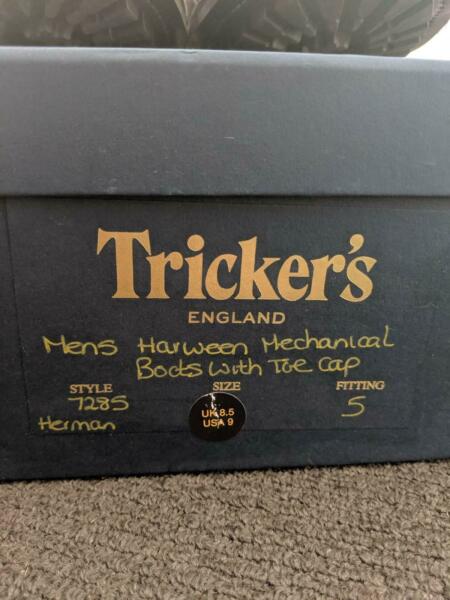 Tricker's
ENGLAND
Mens Harween Mechanical
Boots with Toe Cap
STYLE SIZE FITTING
7285 UK 8.5 5
USA 9
Herman